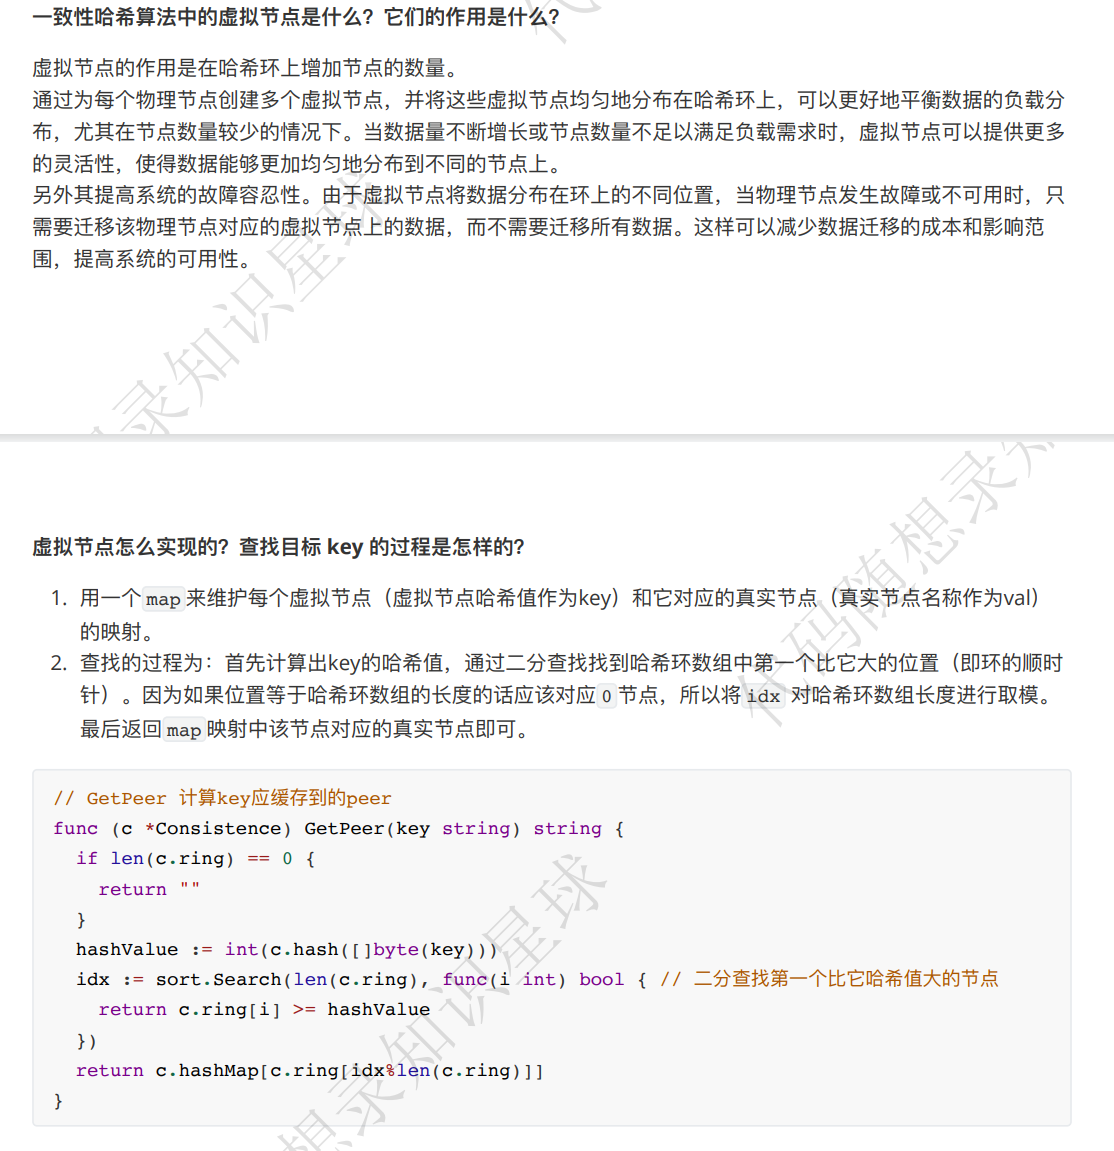 一致性哈希算法中的虚拟节点是什么？它们的作用是什么？
虚拟节点的作用是在哈希环上增加节点的数量。
通过为每个物理节点创建多个虚拟节点，并将这些虚拟节点均匀地分布在哈希环上，可以更好地平衡数据的负载分
布，尤其在节点数量较少的情况下。当数据量不断增长或节点数量不足以满足负载需求时，虚拟节点可以提供更多
的灵活性，使得数据能够更加均匀地分布到不同的节点上。
另外其提高系统的故障容忍性。由于虚拟节点将数据分布在环上的不同位置，当物理节点发生故障或不可用时，只
需要迁移该物理节点对应的虚拟节点上的数据，而不需要迁移所有数据。这样可以减少数据迁移的成本和影响范
围，提高系统的可用性。
录知识星球
代码随想录知
虚拟节点怎么实现的？查找目标 key 的过程是怎样的？
1. 用一个 map 来维护每个虚拟节点（虚拟节点哈希值作为key）和它对应的真实节点（真实节点名称作为val）
的映射。
2. 查找的过程为：首先计算出key的哈希值，通过二分查找找到哈希环数组中第一个比它大的位置（即环的顺时
针）。因为如果位置等于哈希环数组的长度的话应该对应 0 节点，所以将 idx 对哈希环数组长度进行取模。
最后返回 map 映射中该节点对应的真实节点即可。
// GetPeer 计算key应缓存到的peer
func (c *Consistence) GetPeer(key string) string {
if len(c.ring) == 0 {
return ""
}
hashValue := int(c.hash([]byte(key)))
idx := sort.Search(len(c.ring), func(i int) bool { // 二分查找第一个比它哈希值大的节点
return c.ring[i] >= hashValue
})
return c.hashMap[c.ring[idx%len(c.ring)]]
}
想录知识星球